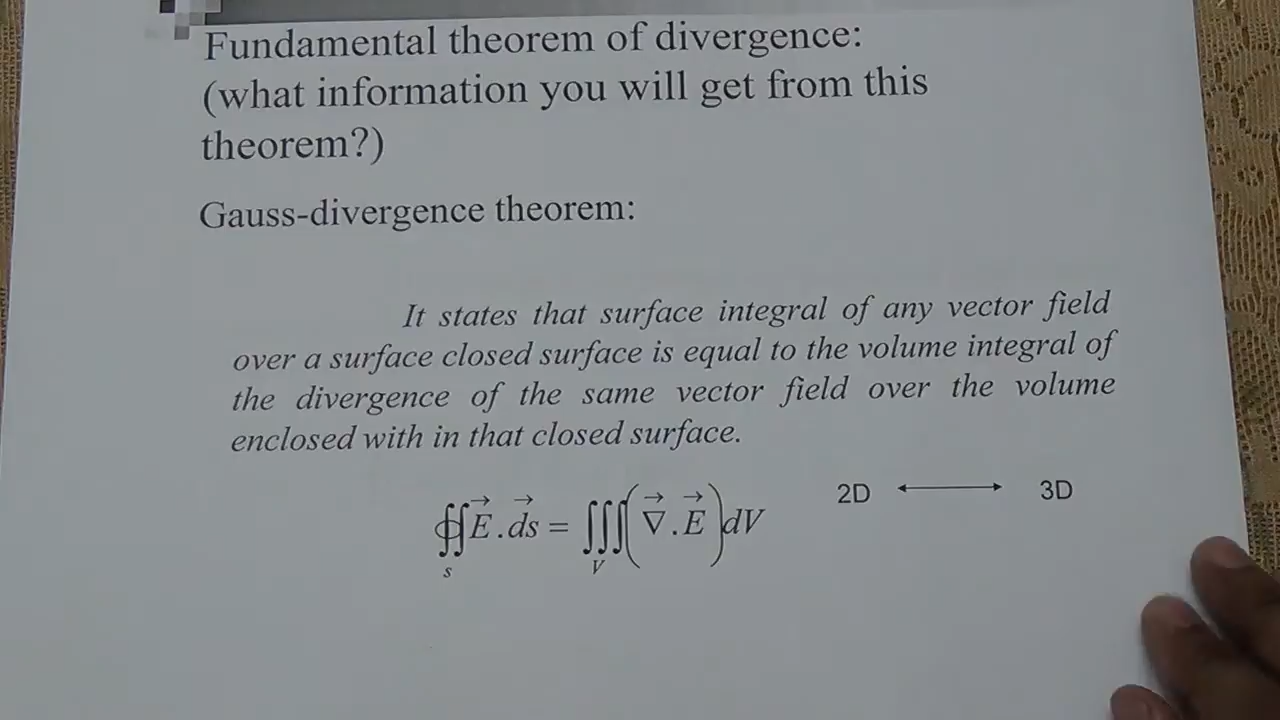 Fundamental theorem of divergence:
(what information you will get from this
theorem?)
Gauss-divergence theorem:
It states that surface integral of any vector field
over a surface closed surface is equal to the volume integral of
the divergence of the same vector field over the volume
enclosed with in that closed surface.
∯_s E⃗ . d⃗s = ∭_V (∇⃗ . E⃗) dV
2D ⟷ 3D